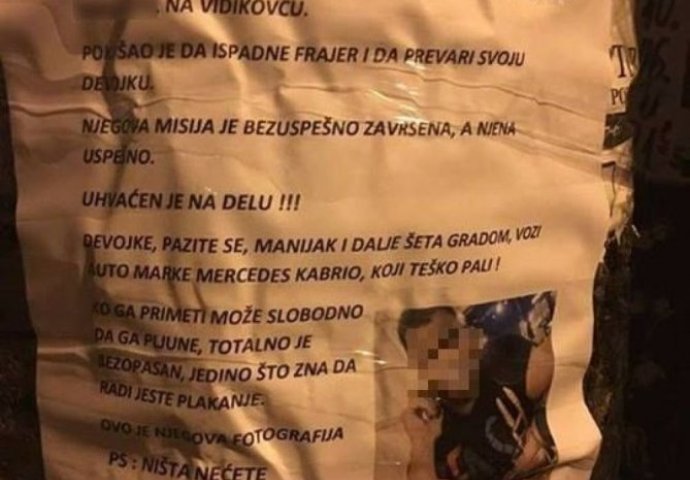 , NA VIDIKOVCU.
POKUŠAO JE DA ISPADNE FRAJER I DA PREVARI SVOJU
DEVOJKU.
NJEGOVA MISIJA JE BEZUSPEŠNO ZAVRSENA, A NJENA
USPEŠNO.
UHVAĆEN JE NA DELU !!!
DEVOJKE, PAZITE SE, MANIJAK I DALJE ŠETA GRADOM, VOZI
AUTO MARKE MERCEDES KABRIO, KOJI TEŠKO PALI !
KO GA PRIMETI MOŽE SLOBODNO
DA GA PLJUNE, TOTALNO JE
BEZOPASAN, JEDINO ŠTO ZNA DA
RADI JESTE PLAKANJE.
OVO JE NJEGOVA FOTOGRAFIJA
PS : NIŠTA NEĆETE